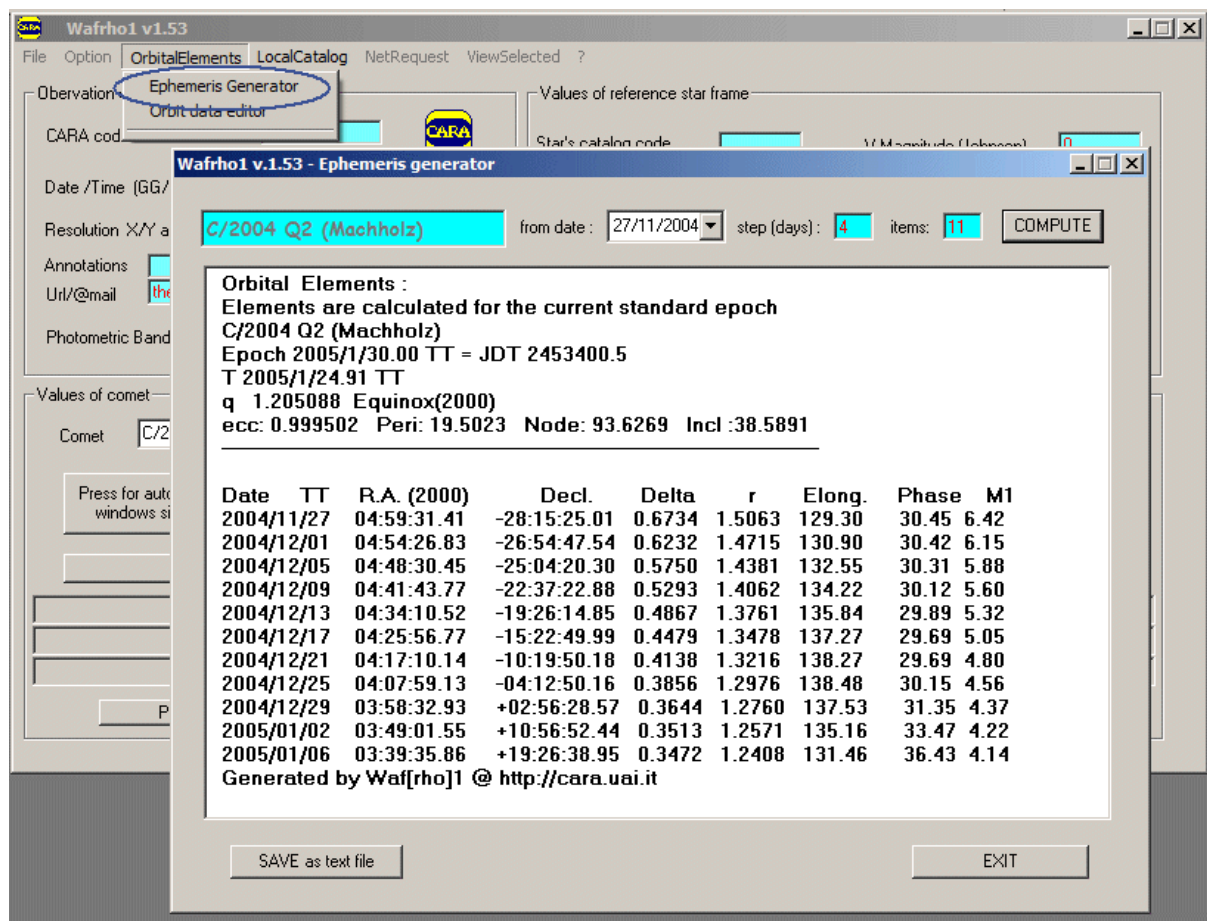 Wafrho1 v1.53
File Option OrbitalElements LocalCatalog NetRequest ViewSelected ?
Ephemeris Generator
Orbit data editor
Obervation
Values of reference star frame
CARA cod
CARA
Star's catalog code
V Magnitude (Johnson)
0
Wafrho1 v.1.53 - Ephemeris generator
Date /Time (GG/
C/2004 Q2 (Machholz) from date : 27/11/2004 step (days) : 4 items: 11 COMPUTE
Resolution X/Y a
Annotations
Url/@mail the
Photometric Band
Orbital Elements :
Elements are calculated for the current standard epoch
C/2004 Q2 (Machholz)
Epoch 2005/1/30.00 TT = JDT 2453400.5
T 2005/1/24.91 TT
q 1.205088 Equinox(2000)
ecc: 0.999502 Peri: 19.5023 Node: 93.6269 Incl :38.5891
Values of comet
Comet C/2
Press for auto
windows si
P
Date TT R.A. (2000) Decl. Delta r Elong. Phase M1
2004/11/27 04:59:31.41 -28:15:25.01 0.6734 1.5063 129.30 30.45 6.42
2004/12/01 04:54:26.83 -26:54:47.54 0.6232 1.4715 130.90 30.42 6.15
2004/12/05 04:48:30.45 -25:04:20.30 0.5750 1.4381 132.55 30.31 5.88
2004/12/09 04:41:43.77 -22:37:22.88 0.5293 1.4062 134.22 30.12 5.60
2004/12/13 04:34:10.52 -19:26:14.85 0.4867 1.3761 135.84 29.89 5.32
2004/12/17 04:25:56.77 -15:22:49.99 0.4479 1.3478 137.27 29.69 5.05
2004/12/21 04:17:10.14 -10:19:50.18 0.4138 1.3216 138.27 29.69 4.80
2004/12/25 04:07:59.13 -04:12:50.16 0.3856 1.2976 138.48 30.15 4.56
2004/12/29 03:58:32.93 +02:56:28.57 0.3644 1.2760 137.53 31.35 4.37
2005/01/02 03:49:01.55 +10:56:52.44 0.3513 1.2571 135.16 33.47 4.22
2005/01/06 03:39:35.86 +19:26:38.95 0.3472 1.2408 131.46 36.43 4.14
Generated by Waf[rho]1 @ http://cara.uai.it
SAVE as text file EXIT